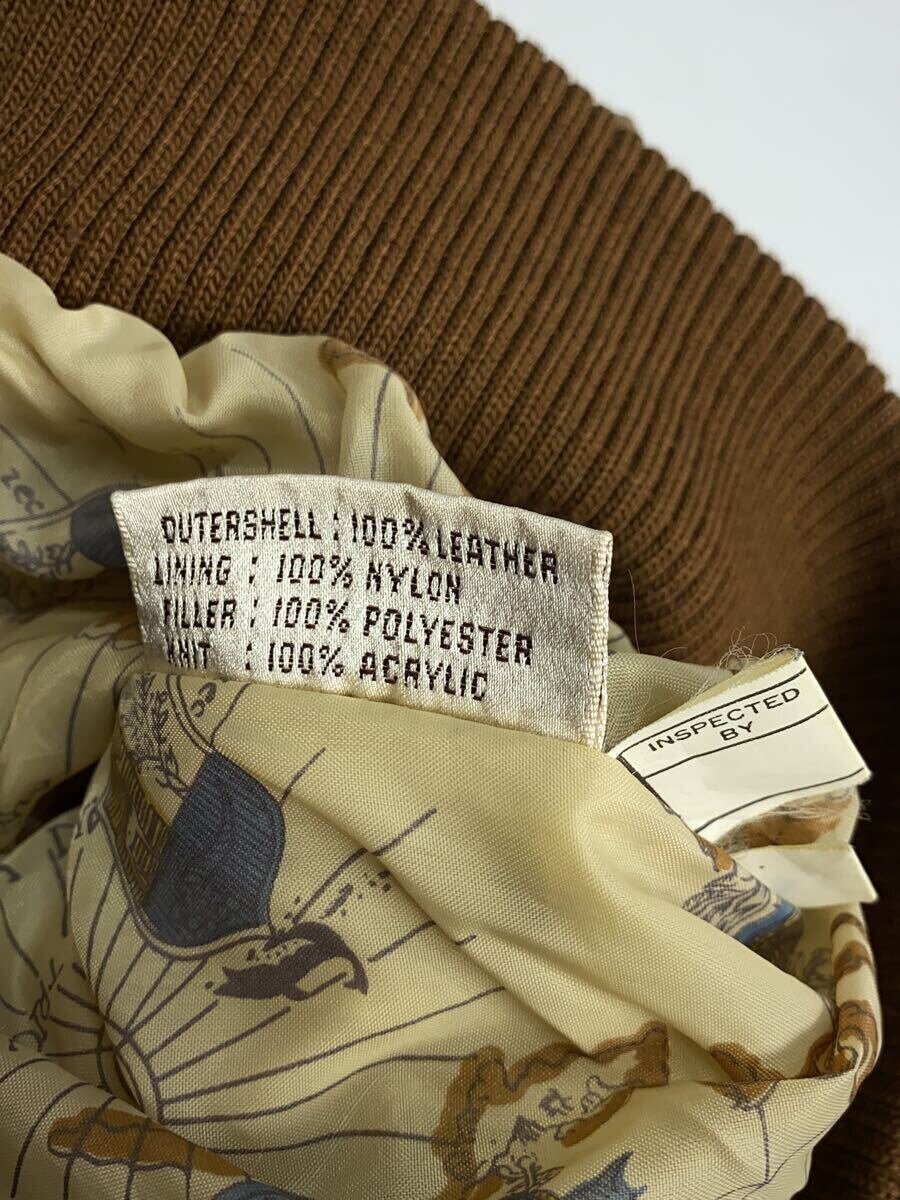 OUTERSHELL : 100% LEATHER
LINING : 100% NYLON
FILLER : 100% POLYESTER
KNIT : 100% ACRYLIC
INSPECTED
BY